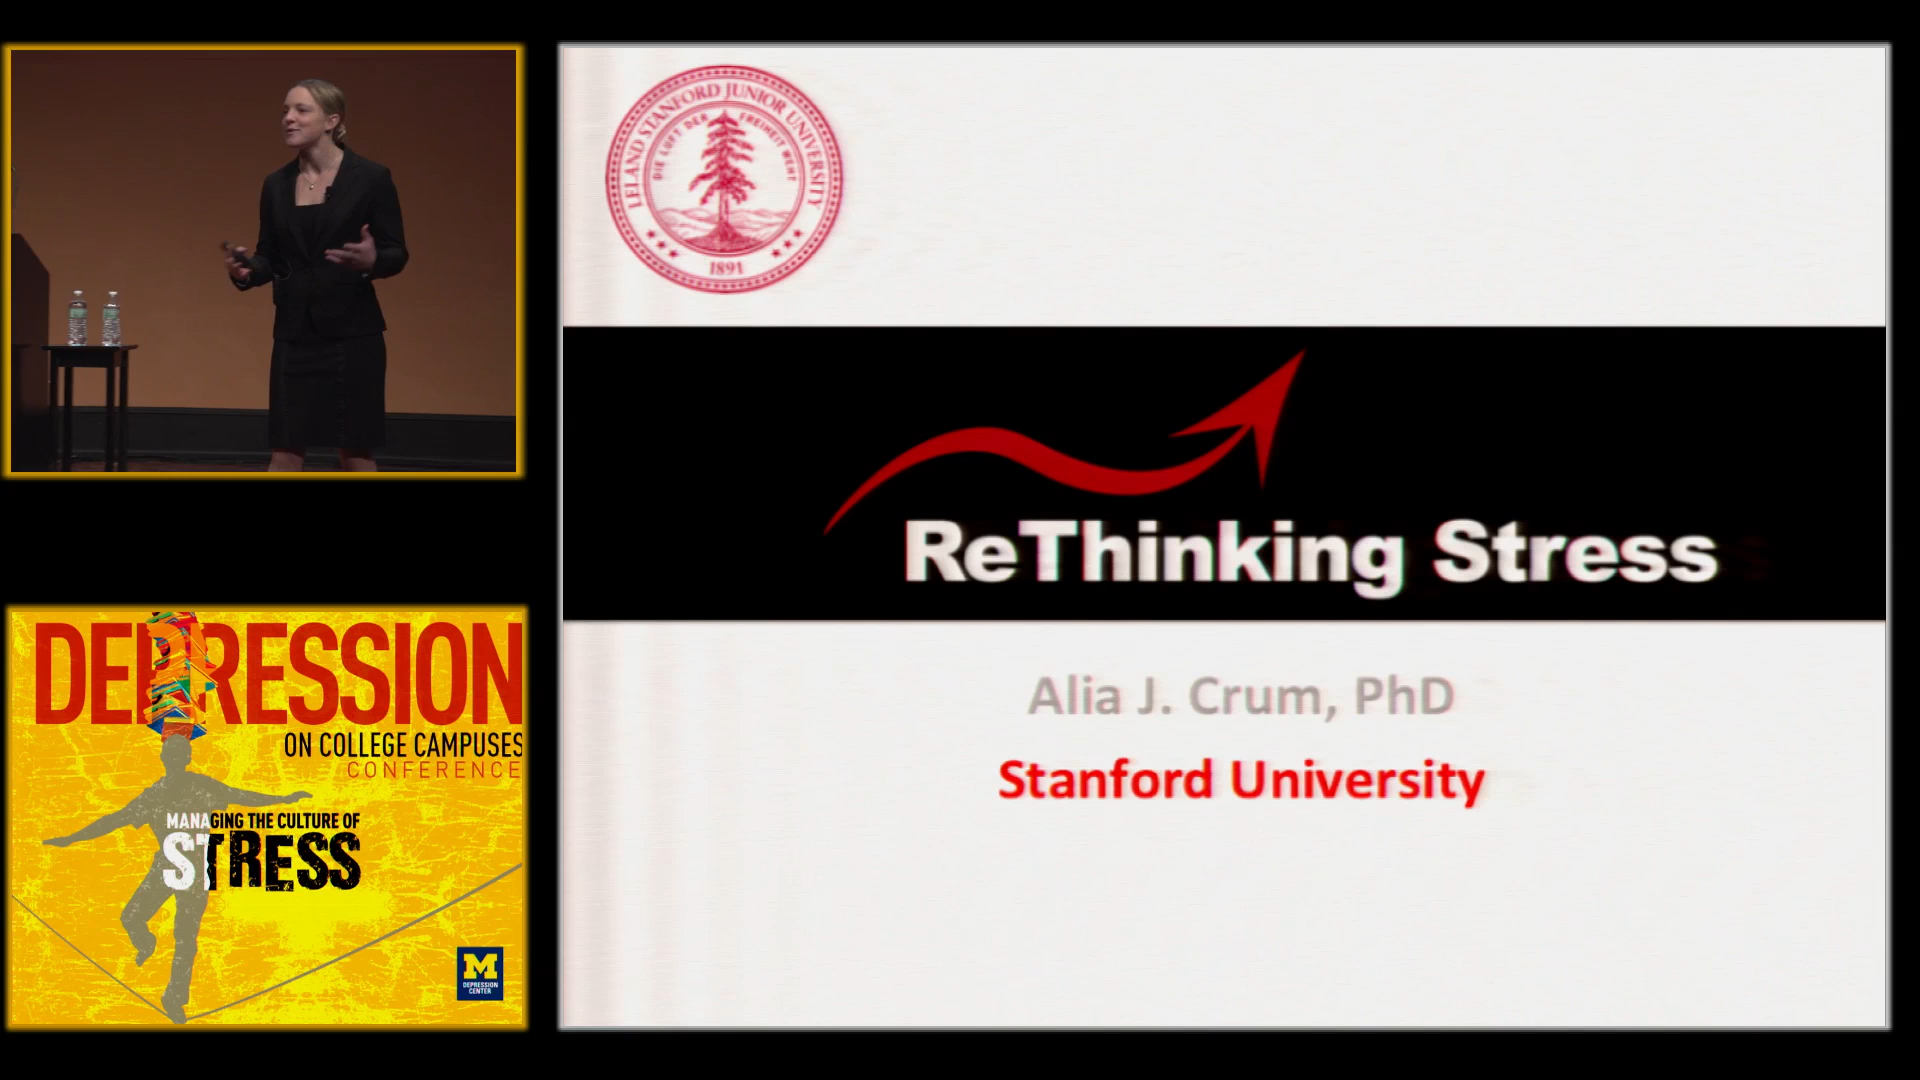 LELAND STANFORD JUNIOR UNIVERSITY
DIE LUFT DER FREIHEIT WEHT
1891
ReThinking Stress
Alia J. Crum, PhD
Stanford University
DEPRESSION
ON COLLEGE CAMPUSES
CONFERENCE
MANAGING THE CULTURE OF
STRESS
M
DEPRESSION
CENTER